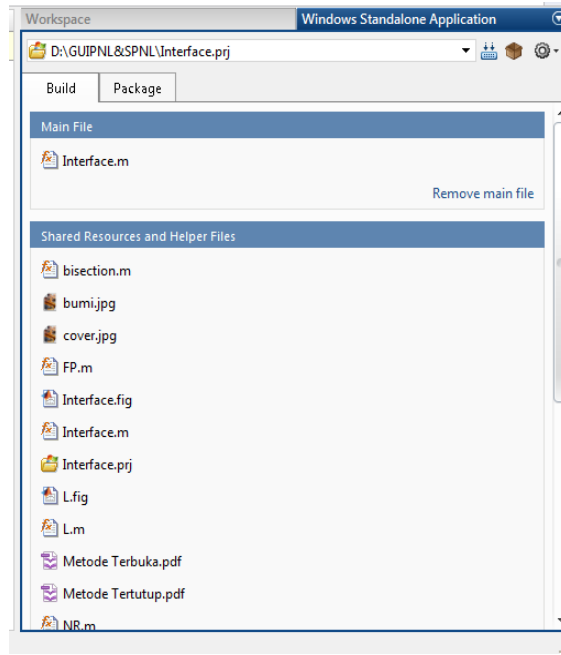 Workspace
Windows Standalone Application
D:\GUIPNL&SPNL\Interface.prj
Build
Package
Main File
Interface.m
Remove main file
Shared Resources and Helper Files
bisection.m
bumi.jpg
cover.jpg
FP.m
Interface.fig
Interface.m
Interface.prj
L.fig
L.m
Metode Terbuka.pdf
Metode Tertutup.pdf
NR.m